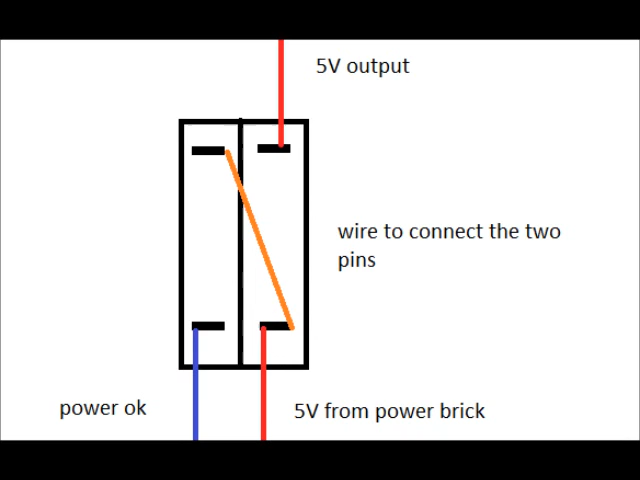 5V output
wire to connect the two
pins
power ok
5V from power brick